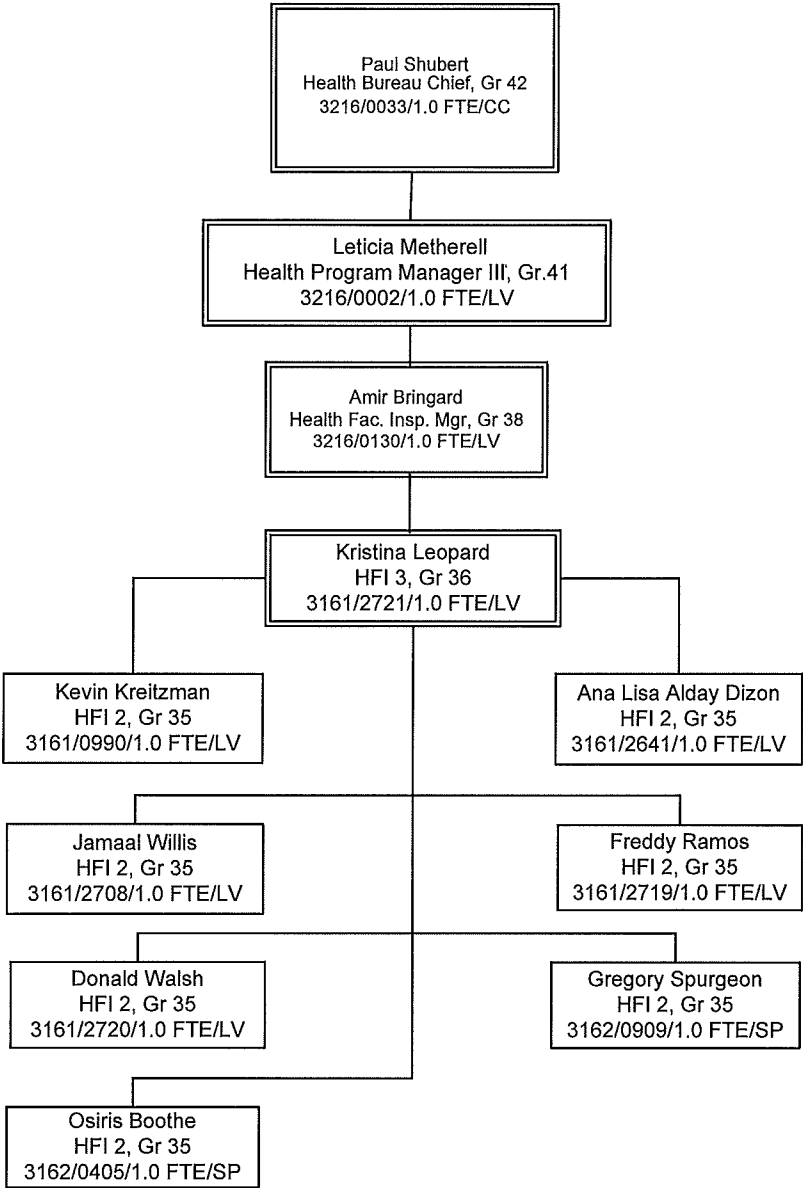 Paul Shubert
Health Bureau Chief, Gr 42
3216/0033/1.0 FTE/CC
Leticia Metherell
Health Program Manager III, Gr.41
3216/0002/1.0 FTE/LV
Amir Bringard
Health Fac. Insp. Mgr, Gr 38
3216/0130/1.0 FTE/LV
Kristina Leopard
HFI 3, Gr 36
3161/2721/1.0 FTE/LV
Kevin Kreitzman
HFI 2, Gr 35
3161/0990/1.0 FTE/LV
Ana Lisa Alday Dizon
HFI 2, Gr 35
3161/2641/1.0 FTE/LV
Jamaal Willis
HFI 2, Gr 35
3161/2708/1.0 FTE/LV
Freddy Ramos
HFI 2, Gr 35
3161/2719/1.0 FTE/LV
Donald Walsh
HFI 2, Gr 35
3161/2720/1.0 FTE/LV
Gregory Spurgeon
HFI 2, Gr 35
3162/0909/1.0 FTE/SP
Osiris Boothe
HFI 2, Gr 35
3162/0405/1.0 FTE/SP